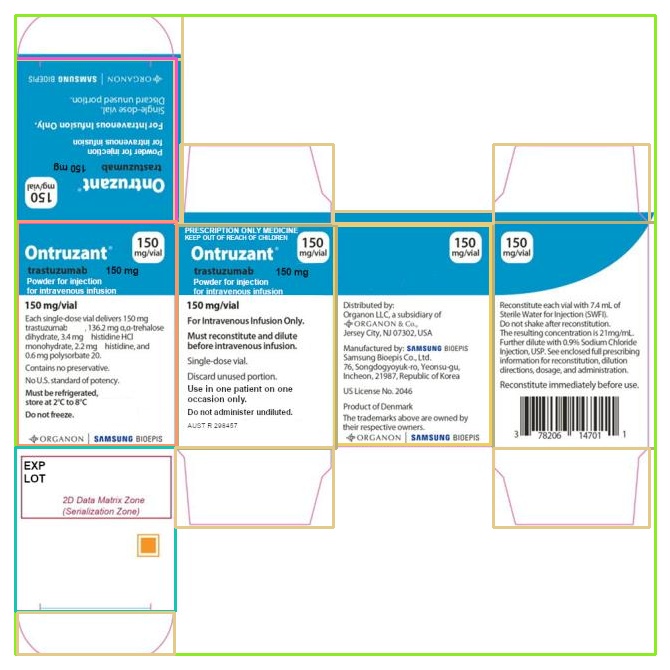 ORGANON | SAMSUNG BIOEPIS
Discard unused portion.
Single-dose vial.
For Intravenous Infusion Only.
for intravenous infusion
Powder for injection
trastuzumab 150 mg
Ontruzant®
150
mg/vial
Ontruzant®
150
mg/vial
trastuzumab 150 mg
Powder for injection
for intravenous infusion
150 mg/vial
Each single-dose vial delivers 150 mg
trastuzumab , 136.2 mg α,α-trehalose
dihydrate, 3.4 mg histidine HCl
monohydrate, 2.2 mg histidine, and
0.6 mg polysorbate 20.
Contains no preservative.
No U.S. standard of potency.
Must be refrigerated,
store at 2°C to 8°C
Do not freeze.
ORGANON | SAMSUNG BIOEPIS
PRESCRIPTION ONLY MEDICINE
KEEP OUT OF REACH OF CHILDREN
Ontruzant®
150
mg/vial
trastuzumab 150 mg
Powder for injection
for intravenous infusion
150 mg/vial
For Intravenous Infusion Only.
Must reconstitute and dilute
before intravenous infusion.
Single-dose vial.
Discard unused portion.
Use in one patient on one
occasion only.
Do not administer undiluted.
AUST R 298457
150
mg/vial
Distributed by:
Organon LLC, a subsidiary of
ORGANON & Co.,
Jersey City, NJ 07302, USA
Manufactured by: SAMSUNG BIOEPIS
Samsung Bioepis Co., Ltd.
76, Songdogyoyuk-ro, Yeonsu-gu,
Incheon, 21987, Republic of Korea
US License No. 2046
Product of Denmark
The trademarks above are owned by
their respective owners.
ORGANON | SAMSUNG BIOEPIS
150
mg/vial
Reconstitute each vial with 7.4 mL of
Sterile Water for Injection (SWFI).
Do not shake after reconstitution.
The resulting concentration is 21mg/mL.
Further dilute with 0.9% Sodium Chloride
Injection, USP. See enclosed full prescribing
information for reconstitution, dilution
directions, dosage, and administration.
Reconstitute immediately before use.
3 78206 14701 1
EXP
LOT
2D Data Matrix Zone
(Serialization Zone)